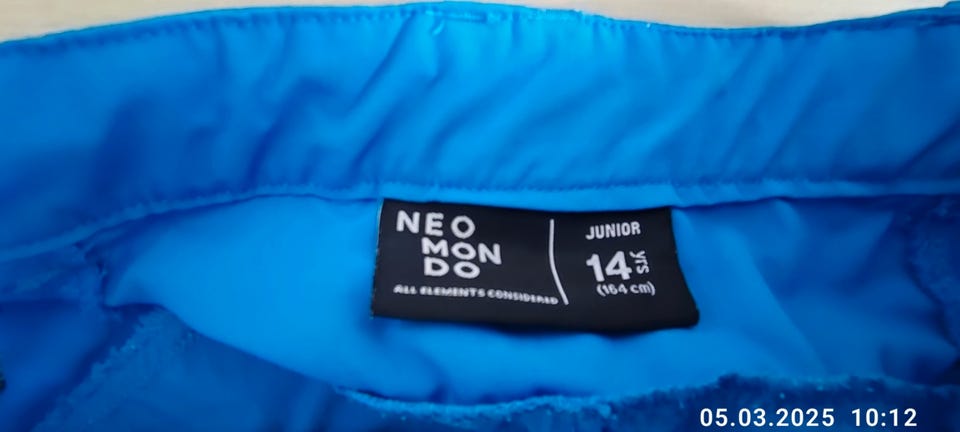 NEO
MON
DO
ALL ELEMENTS CONSIDERED
JUNIOR
14 yrs
(164 cm)
05.03.2025 10:12